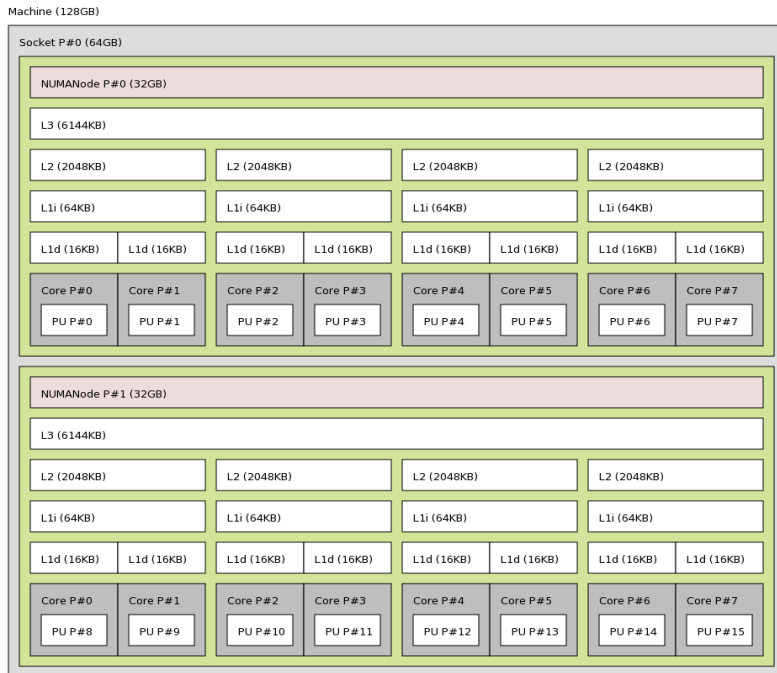 Machine (128GB)
Socket P#0 (64GB)
NUMANode P#0 (32GB)
L3 (6144KB)
L2 (2048KB) L2 (2048KB) L2 (2048KB) L2 (2048KB)
L1i (64KB) L1i (64KB) L1i (64KB) L1i (64KB)
L1d (16KB) L1d (16KB) L1d (16KB) L1d (16KB) L1d (16KB) L1d (16KB) L1d (16KB) L1d (16KB)
Core P#0 Core P#1 Core P#2 Core P#3 Core P#4 Core P#5 Core P#6 Core P#7
PU P#0 PU P#1 PU P#2 PU P#3 PU P#4 PU P#5 PU P#6 PU P#7
NUMANode P#1 (32GB)
L3 (6144KB)
L2 (2048KB) L2 (2048KB) L2 (2048KB) L2 (2048KB)
L1i (64KB) L1i (64KB) L1i (64KB) L1i (64KB)
L1d (16KB) L1d (16KB) L1d (16KB) L1d (16KB) L1d (16KB) L1d (16KB) L1d (16KB) L1d (16KB)
Core P#0 Core P#1 Core P#2 Core P#3 Core P#4 Core P#5 Core P#6 Core P#7
PU P#8 PU P#9 PU P#10 PU P#11 PU P#12 PU P#13 PU P#14 PU P#15